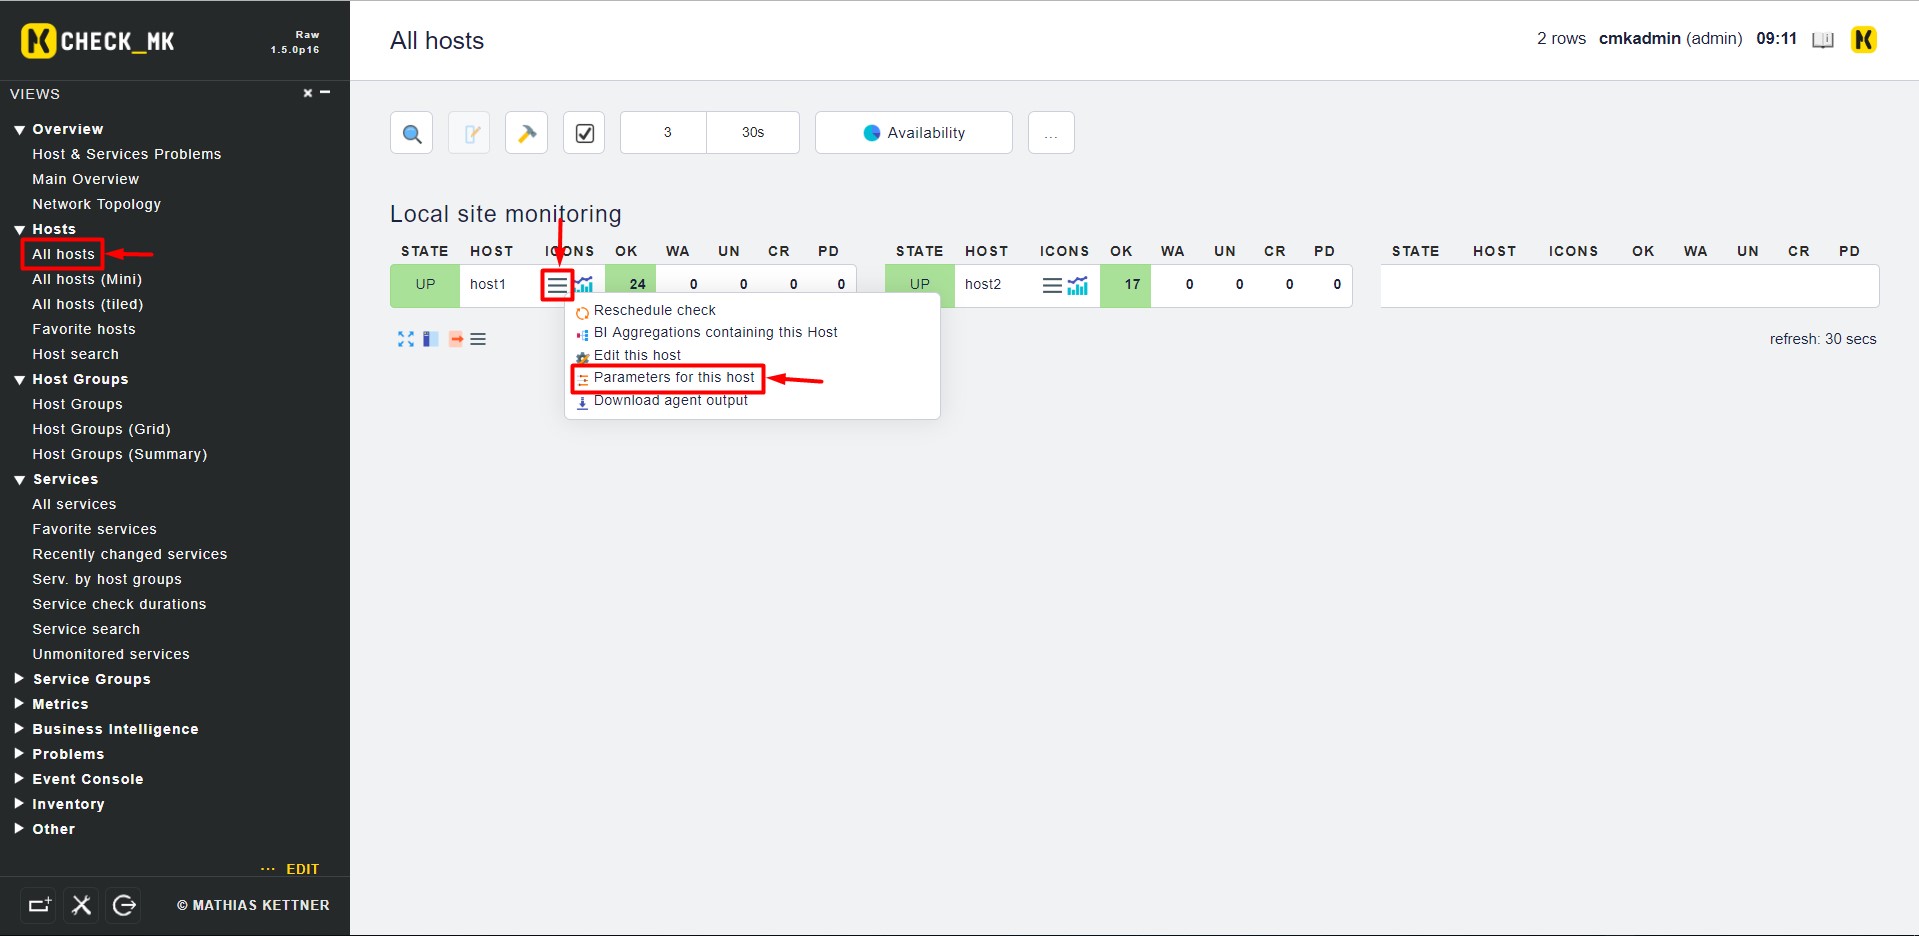 CHECK_MK
Raw
1.5.0p16
VIEWS
Overview
Host & Services Problems
Main Overview
Network Topology
Hosts
All hosts
All hosts (Mini)
All hosts (tiled)
Favorite hosts
Host search
Host Groups
Host Groups
Host Groups (Grid)
Host Groups (Summary)
Services
All services
Favorite services
Recently changed services
Serv. by host groups
Service check durations
Service search
Unmonitored services
Service Groups
Metrics
Business Intelligence
Problems
Event Console
Inventory
Other
... EDIT
© MATHIAS KETTNER
All hosts
2 rows cmkadmin (admin) 09:11
3 30s Availability ...
Local site monitoring
STATE HOST ICONS OK WA UN CR PD STATE HOST ICONS OK WA UN CR PD STATE HOST ICONS OK WA UN CR PD
UP host1 24 0 0 0 0 UP host2 17 0 0 0 0
Reschedule check
BI Aggregations containing this Host
Edit this host
Parameters for this host
Download agent output
refresh: 30 secs